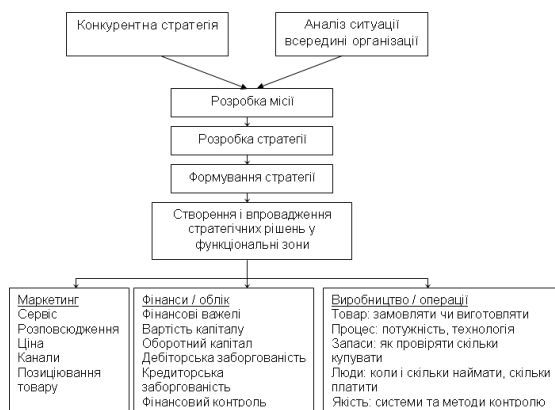 Конкурентна стратегія
Аналіз ситуації
всередині організації
Розробка місії
Розробка стратегії
Формування стратегії
Створення і впровадження
стратегічних рішень у
функціональні зони
Маркетинг
Сервіс
Розповсюдження
Ціна
Канали
Позиціювання
товару
Фінанси / облік
Фінансові важелі
Вартість капіталу
Оборотний капітал
Дебіторська заборгованість
Кредиторська
заборгованість
Фінансовий контроль
Виробництво / операції
Товар: замовляти чи виготовляти
Процес: потужність, технологія
Запаси: як провіряти скільки
купувати
Люди: коли і скільки наймати, скільки
платити
Якість: системи та методи контролю